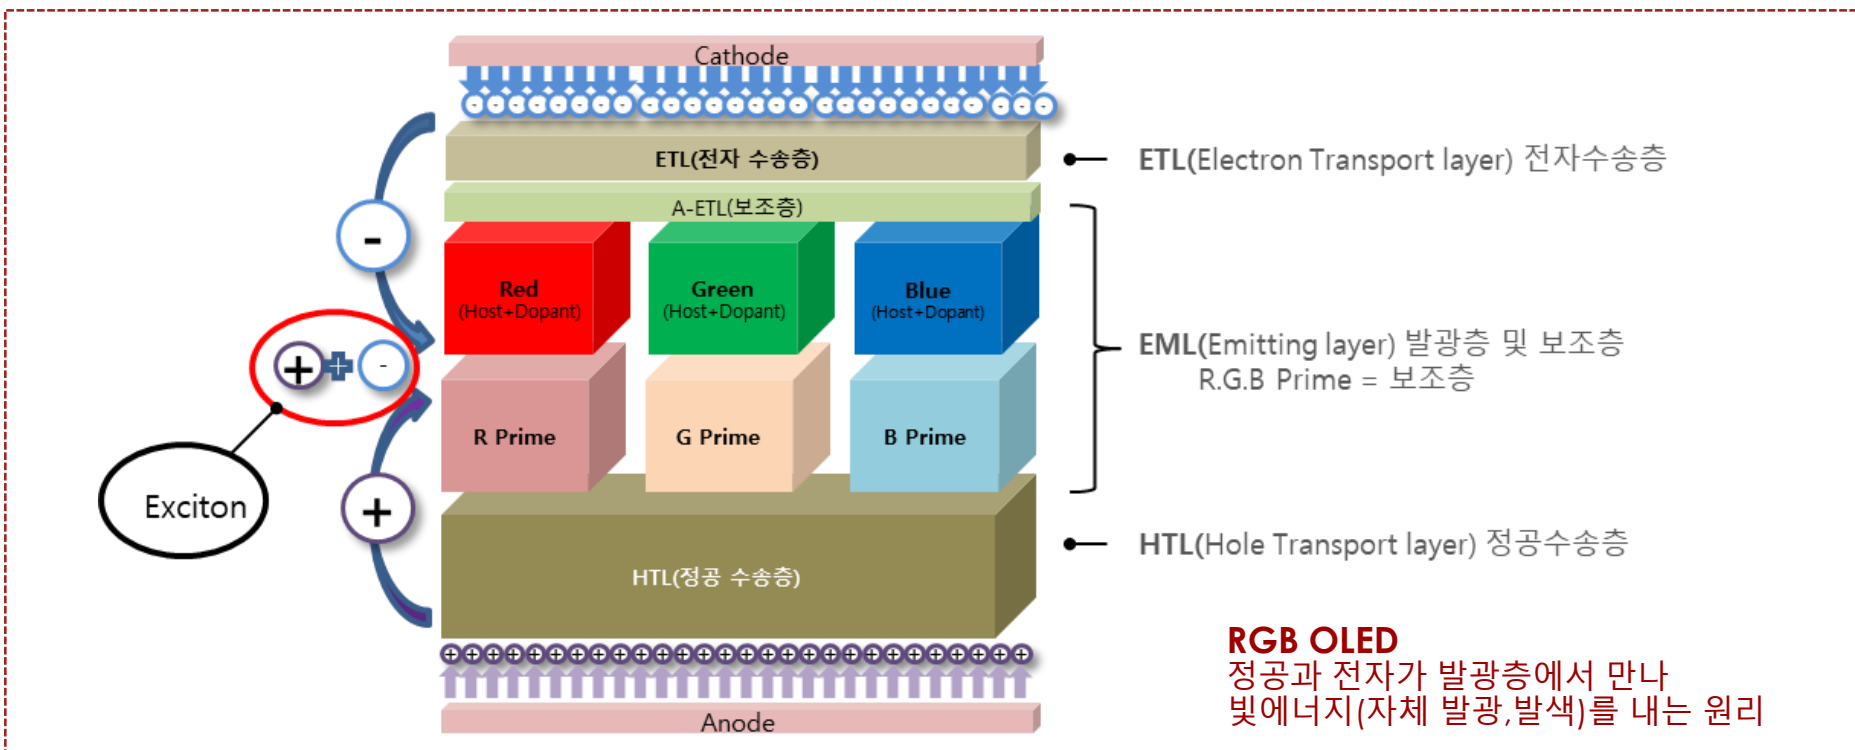 Cathode
ETL(전자 수송층)
ETL(Electron Transport layer) 전자수송층
A-ETL(보조층)
-
Red
(Host+Dopant)
Green
(Host+Dopant)
Blue
(Host+Dopant)
+ + -
EML(Emitting layer) 발광층 및 보조층
R.G.B Prime = 보조층
R Prime
G Prime
B Prime
Exciton
+
HTL(Hole Transport layer) 정공수송층
HTL(정공 수송층)
RGB OLED
정공과 전자가 발광층에서 만나
빛에너지(자체 발광,발색)를 내는 원리
Anode